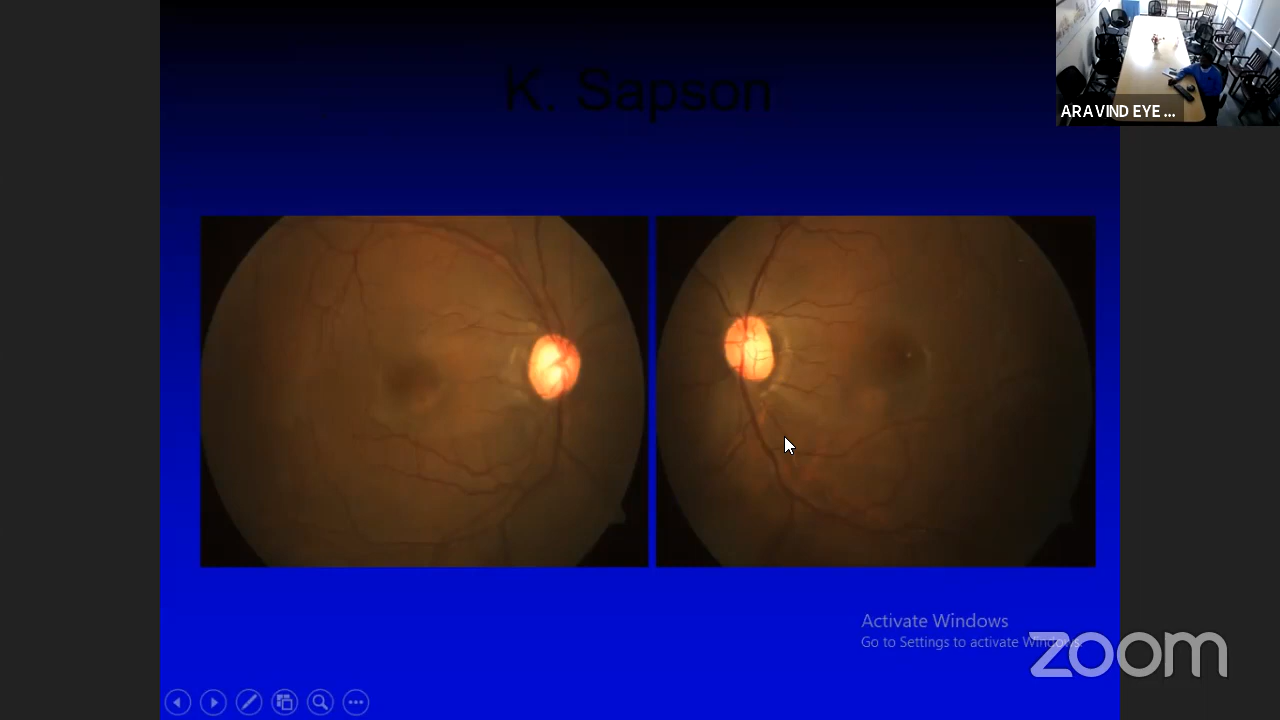 K. Sapson
ARAVIND EYE ...
Activate Windows
Go to Settings to activate Windows.
zoom